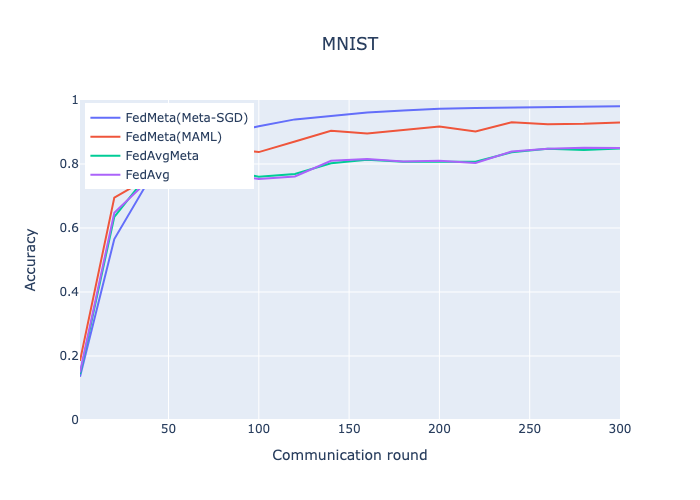 MNIST
FedMeta(Meta-SGD)
FedMeta(MAML)
FedAvgMeta
FedAvg
Accuracy
1
0.8
0.6
0.4
0.2
0
50 100 150 200 250 300
Communication round